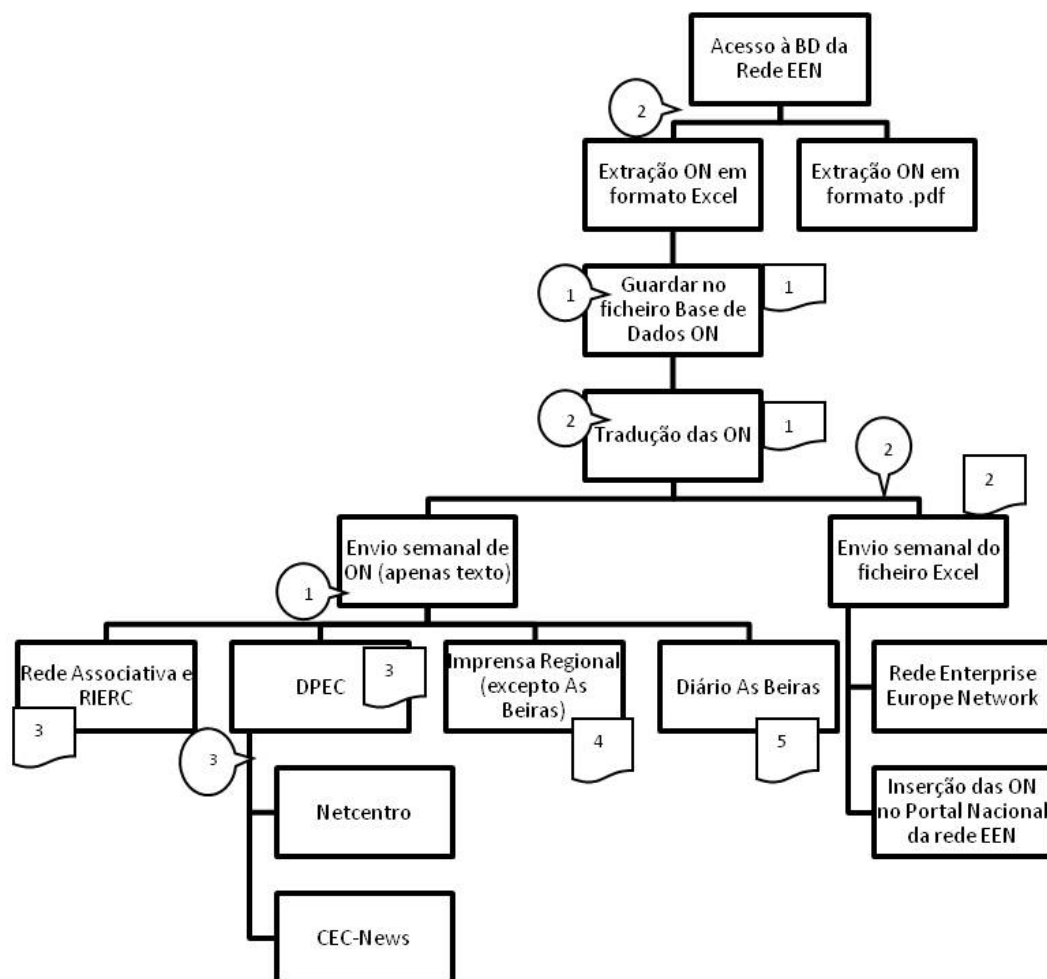 Acesso à BD da
Rede EEN
2
Extração ON em
formato Excel
Extração ON em
formato .pdf
1
Guardar no
ficheiro Base de
Dados ON
1
2
Tradução das ON
1
2
2
Envio semanal de
ON (apenas texto)
1
Envio semanal do
ficheiro Excel
Rede Associativa e
RIERC
3
DPEC
3
3
Imprensa Regional
(excepto As
Beiras)
4
Diário As Beiras
5
Rede Enterprise
Europe Network
Netcentro
Inserção das ON
no Portal Nacional
da rede EEN
CEC-News